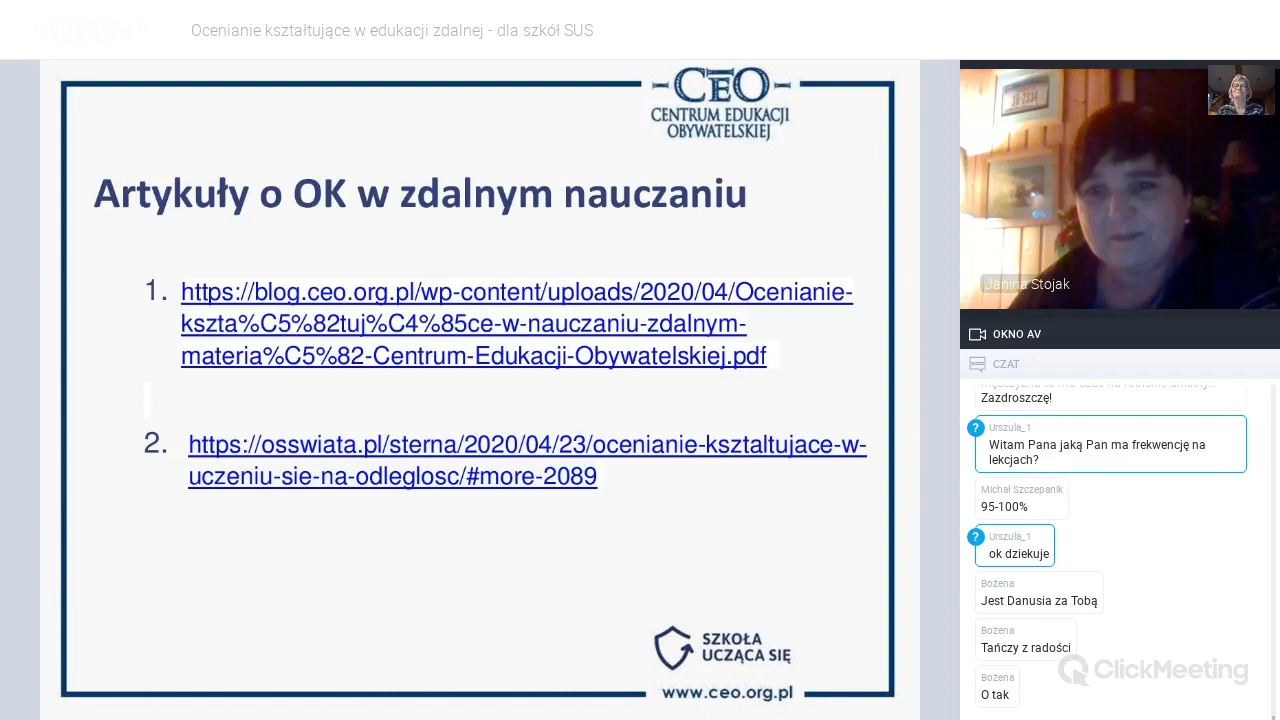 Ocenianie kształtujące w edukacji zdalnej - dla szkół SUS
CEO
CENTRUM EDUKACJI
OBYWATELSKIEJ
Artykuły o OK w zdalnym nauczaniu
1. https://blog.ceo.org.pl/wp-content/uploads/2020/04/Ocenianie-
kszta%C5%82tuj%C4%85ce-w-nauczaniu-zdalnym-
materia%C5%82-Centrum-Edukacji-Obywatelskiej.pdf
2. https://osswiata.pl/sterna/2020/04/23/ocenianie-ksztaltujace-w-
uczeniu-sie-na-odleglosc/#more-2089
SZKOŁA
UCZĄCA SIĘ
www.ceo.org.pl
Janina Stojak
OKNO AV
CZAT
Zazdroszczę!
?
Urszula_1
Witam Pana jaką Pan ma frekwencję na
lekcjach?
Michał Szczepanik
95-100%
?
Urszula_1
ok dziekuje
Bożena
Jest Danusia za Tobą
Bożena
Tańczy z radości
Bożena
O tak
ClickMeeting